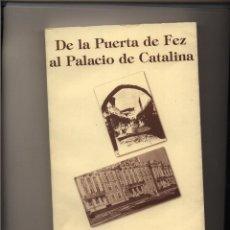 De la Puerta de Fez
al Palacio de Catalina